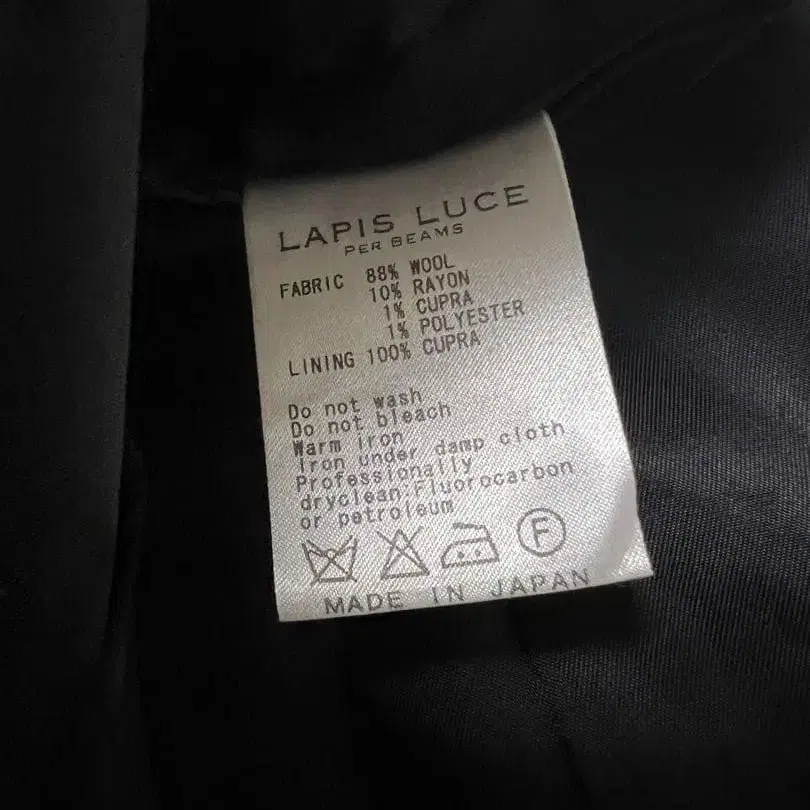 LAPIS LUCE
PER BEAMS
FABRIC 88% WOOL
10% RAYON
1% CUPRA
1% POLYESTER
LINING 100% CUPRA
Do not wash
Do not bleach
Warm iron
Iron under damp cloth
Professionally
dryclean:Fluorocarbon
or petroleum
F
MADE IN JAPAN